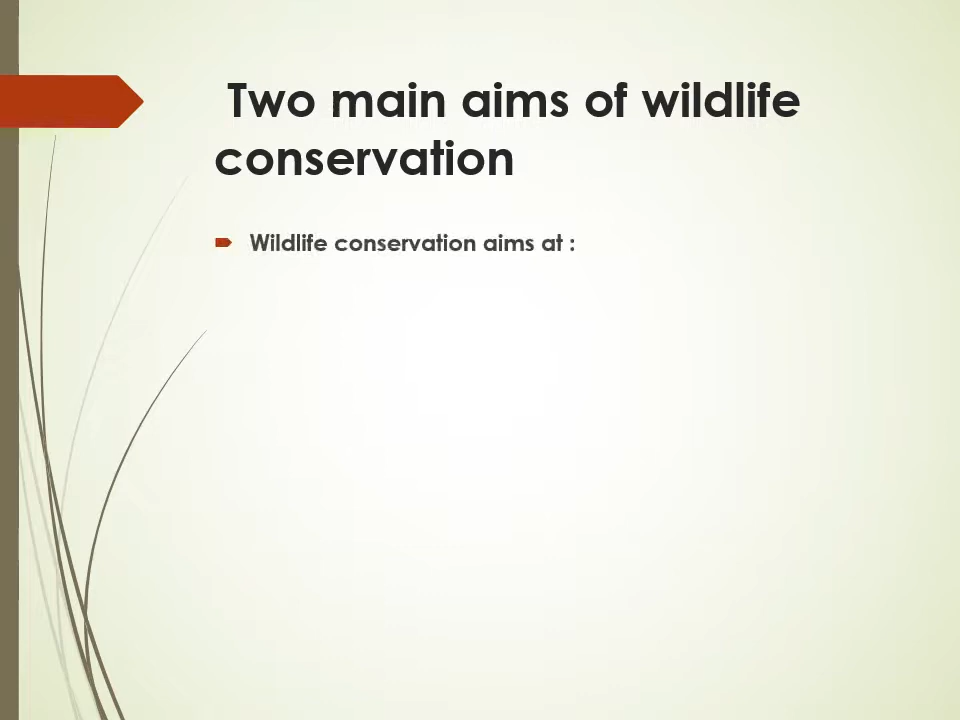 Two main aims of wildlife
conservation
Wildlife conservation aims at :